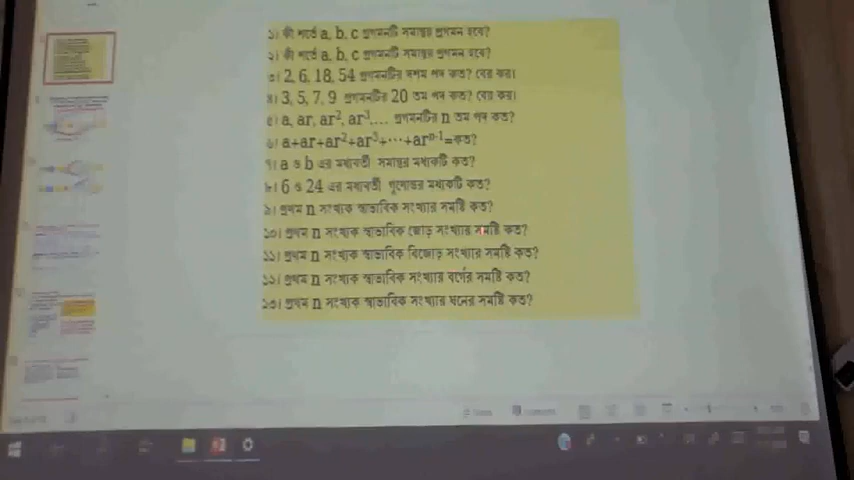 ১। কী শর্তে a, b, c প্রগমনটি সমান্তর প্রগমন হবে?
২। কী শর্তে a, b, c প্রগমনটি সমান্তর প্রগমন হবে?
৩। 2, 6, 18, 54 প্রগমনটির দশম পদ কত? বের কর।
৪। 3, 5, 7, 9 প্রগমনটির 20 তম পদ কত? বের কর।
৫। a, ar, ar², ar³,... প্রগমনটির n তম পদ কত?
৬। a+ar+ar²+ar³+⋯+arⁿ⁻¹=কত?
৭। a ও b এর মধ্যবর্তী সমান্তর মধ্যকটি কত?
৮। 6 ও 24 এর মধ্যবর্তী গুণোত্তর মধ্যকটি কত?
৯। প্রথম n সংখ্যক স্বাভাবিক সংখ্যার সমষ্টি কত?
১০। প্রথম n সংখ্যক স্বাভাবিক জোড় সংখ্যার সমষ্টি কত?
১১। প্রথম n সংখ্যক স্বাভাবিক বিজোড় সংখ্যার সমষ্টি কত?
১২। প্রথম n সংখ্যক স্বাভাবিক সংখ্যার বর্গের সমষ্টি কত?
১৩। প্রথম n সংখ্যক স্বাভাবিক সংখ্যার ঘনের সমষ্টি কত?